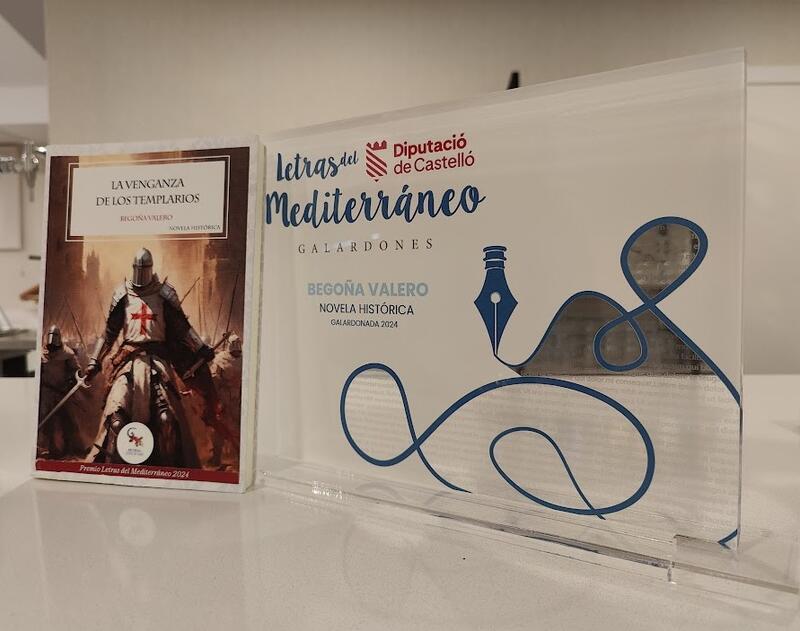 LA VENGANZA
DE LOS TEMPLARIOS
BEGOÑA VALERO
NOVELA HISTÓRICA
Premio Letras del Mediterráneo 2024
Letras del
Mediterráneo
Diputació
de Castelló
GALARDONES
BEGOÑA VALERO
NOVELA HISTÓRICA
GALARDONADA 2024